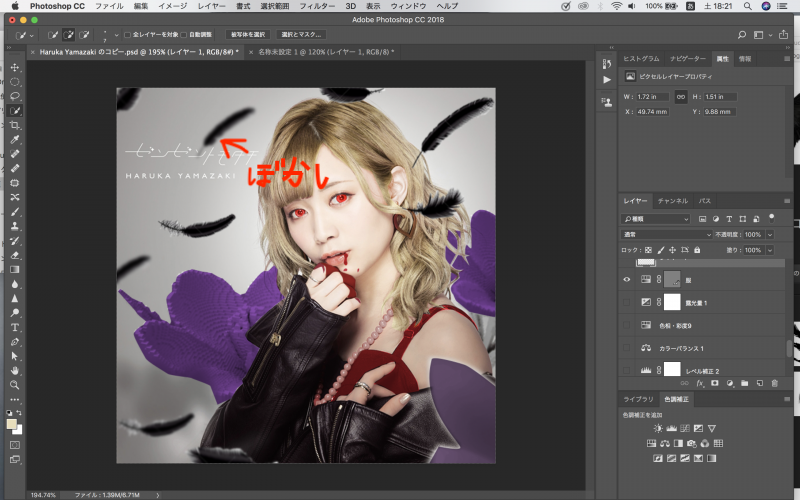 Photoshop CC ファイル 編集 イメージ レイヤー 書式 選択範囲 フィルター 3D 表示 ウィンドウ ヘルプ 100% あ 土 18:21
Adobe Photoshop CC 2018
全レイヤーを対象 自動調整 被写体を選択 選択とマスク...
Haruka Yamazaki のコピー.psd @ 195% (レイヤー 1, RGB/8#) * 名称未設定 1 @ 120% (レイヤー 1, RGB/8) *
ヒストグラム ナビゲーター 属性 情報
ピクセルレイヤープロパティ
W: 1.72 in H: 1.51 in
X: 49.74 mm Y: 9.88 mm
センセントセイテ
HARUKA YAMAZAKI
ぼかし
レイヤー チャンネル パス
種類
通常 不透明度: 100%
ロック: 塗り: 100%
露光量 1
色相・彩度9
カラーバランス 1
レベル補正 2
ライブラリ 色調補正
色調補正を追加
194.74% ファイル : 1.39M/6.71M